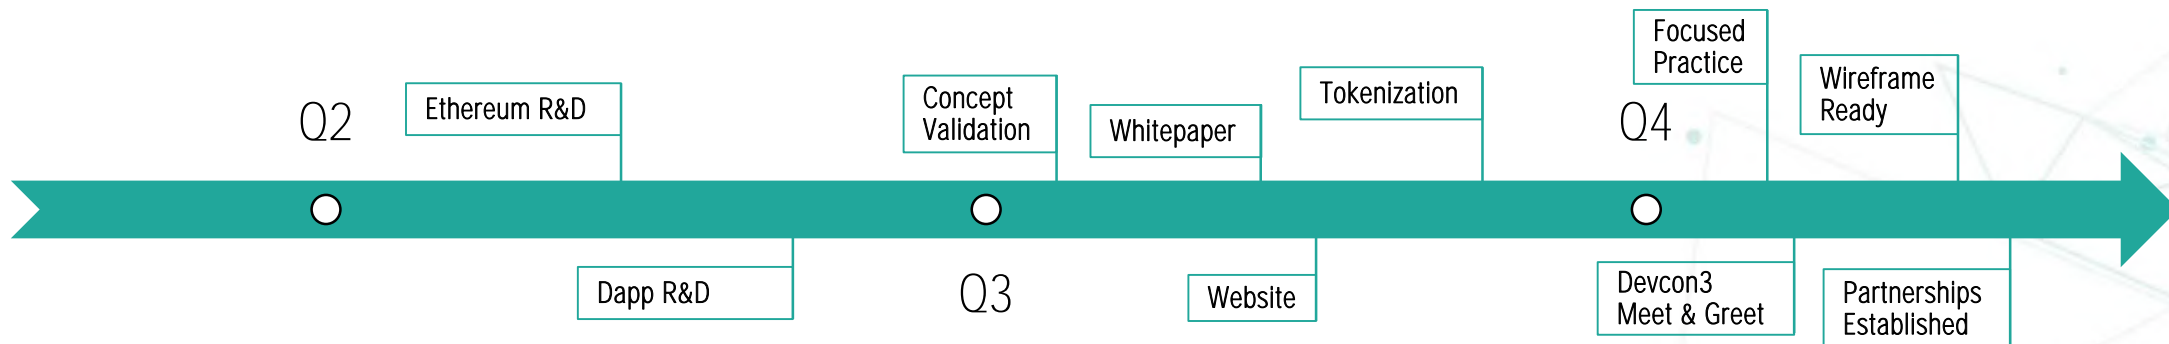 Q2
Ethereum R&D
Dapp R&D
Q3
Concept
Validation
Whitepaper
Website
Tokenization
Q4
Focused
Practice
Devcon3
Meet & Greet
Wireframe
Ready
Partnerships
Established